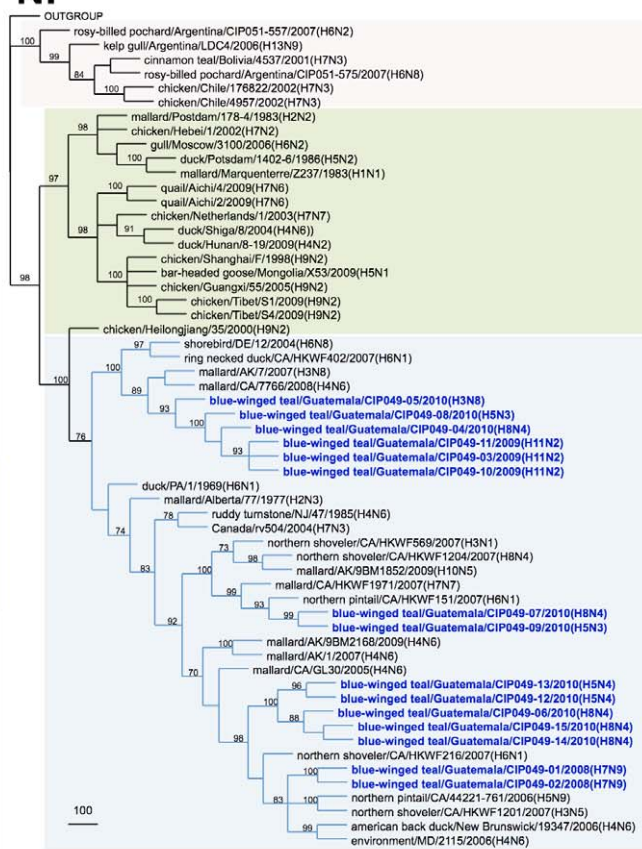 NP
OUTGROUP
rosy-billed pochard/Argentina/CIP051-557/2007(H6N2)
100
kelp gull/Argentina/LDC4/2006(H13N9)
99
cinnamon teal/Bolivia/4537/2001(H7N3)
rosy-billed pochard/Argentina/CIP051-575/2007(H6N8)
84
chicken/Chile/176822/2002(H7N3)
100
chicken/Chile/4957/2002(H7N3)
mallard/Postdam/178-4/1983(H2N2)
98
chicken/Hebei/1/2002(H7N2)
gull/Moscow/3100/2006(H6N2)
duck/Potsdam/1402-6/1986(H5N2)
100
mallard/Marquenterre/Z237/1983(H1N1)
97
quail/Aichi/4/2009(H7N6)
100
quail/Aichi/2/2009(H7N6)
chicken/Netherlands/1/2003(H7N7)
98
duck/Shiga/8/2004(H4N6))
91
duck/Hunan/8-19/2009(H4N2)
chicken/Shanghai/F/1998(H9N2)
bar-headed goose/Mongolia/X53/2009(H5N1
100
98
chicken/Guangxi/55/2005(H9N2)
chicken/Tibet/S1/2009(H9N2)
100
chicken/Tibet/S4/2009(H9N2)
chicken/Heilongjiang/35/2000(H9N2)
shorebird/DE/12/2004(H6N8)
97
ring necked duck/CA/HKWF402/2007(H6N1)
100
mallard/AK/7/2007(H3N8)
100
mallard/CA/7766/2008(H4N6)
89
blue-winged teal/Guatemala/CIP049-05/2010(H3N8)
93
blue-winged teal/Guatemala/CIP049-08/2010(H5N3)
100
blue-winged teal/Guatemala/CIP049-04/2010(H8N4)
76
blue-winged teal/Guatemala/CIP049-11/2009(H11N2)
93
blue-winged teal/Guatemala/CIP049-03/2009(H11N2)
blue-winged teal/Guatemala/CIP049-10/2009(H11N2)
duck/PA/1/1969(H6N1)
mallard/Alberta/77/1977(H2N3)
78
ruddy turnstone/NJ/47/1985(H4N6)
74
Canada/rv504/2004(H7N3)
northern shoveler/CA/HKWF569/2007(H3N1)
73
northern shoveler/CA/HKWF1204/2007(H8N4)
98
83
100
mallard/AK/9BM1852/2009(H10N5)
mallard/CA/HKWF1971/2007(H7N7)
99
northern pintail/CA/HKWF151/2007(H6N1)
93
blue-winged teal/Guatemala/CIP049-07/2010(H8N4)
99
blue-winged teal/Guatemala/CIP049-09/2010(H5N3)
92
mallard/AK/9BM2168/2009(H4N6)
100
mallard/AK/1/2007(H4N6)
70
mallard/CA/GL30/2005(H4N6)
blue-winged teal/Guatemala/CIP049-13/2010(H5N4)
96
blue-winged teal/Guatemala/CIP049-12/2010(H5N4)
100
blue-winged teal/Guatemala/CIP049-06/2010(H8N4)
88
blue-winged teal/Guatemala/CIP049-15/2010(H8N4)
98
blue-winged teal/Guatemala/CIP049-14/2010(H8N4)
northern shoveler/CA/HKWF216/2007(H6N1)
blue-winged teal/Guatemala/CIP049-01/2008(H7N9)
100
blue-winged teal/Guatemala/CIP049-02/2008(H7N9)
83
northern pintail/CA/44221-761/2006(H5N9)
100
northern shoveler/CA/HKWF1201/2007(H3N5)
american back duck/New Brunswick/19347/2006(H4N6)
99
environment/MD/2115/2006(H4N6)
100